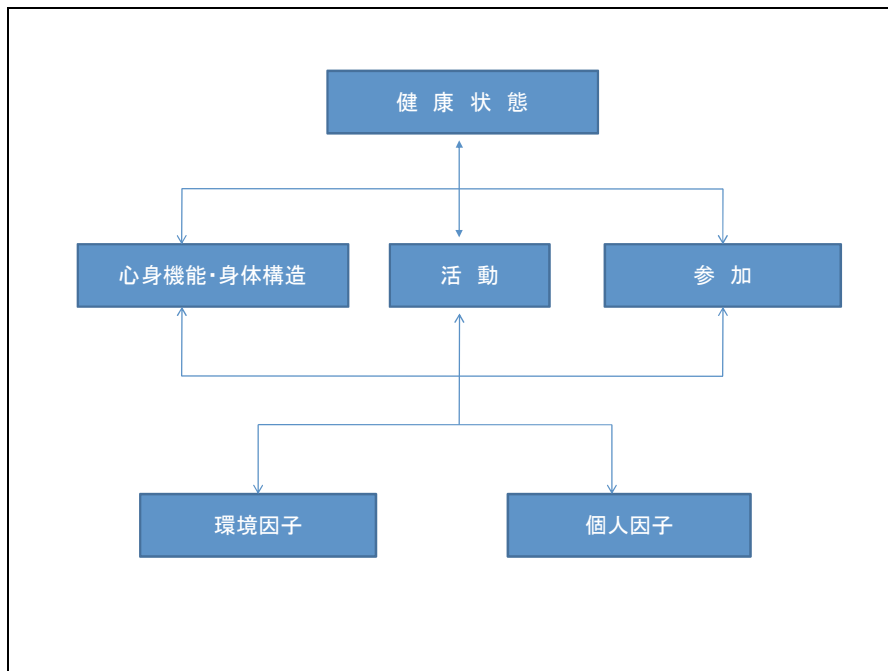 健 康 状 態
心身機能・身体構造
活 動
参 加
環境因子
個人因子